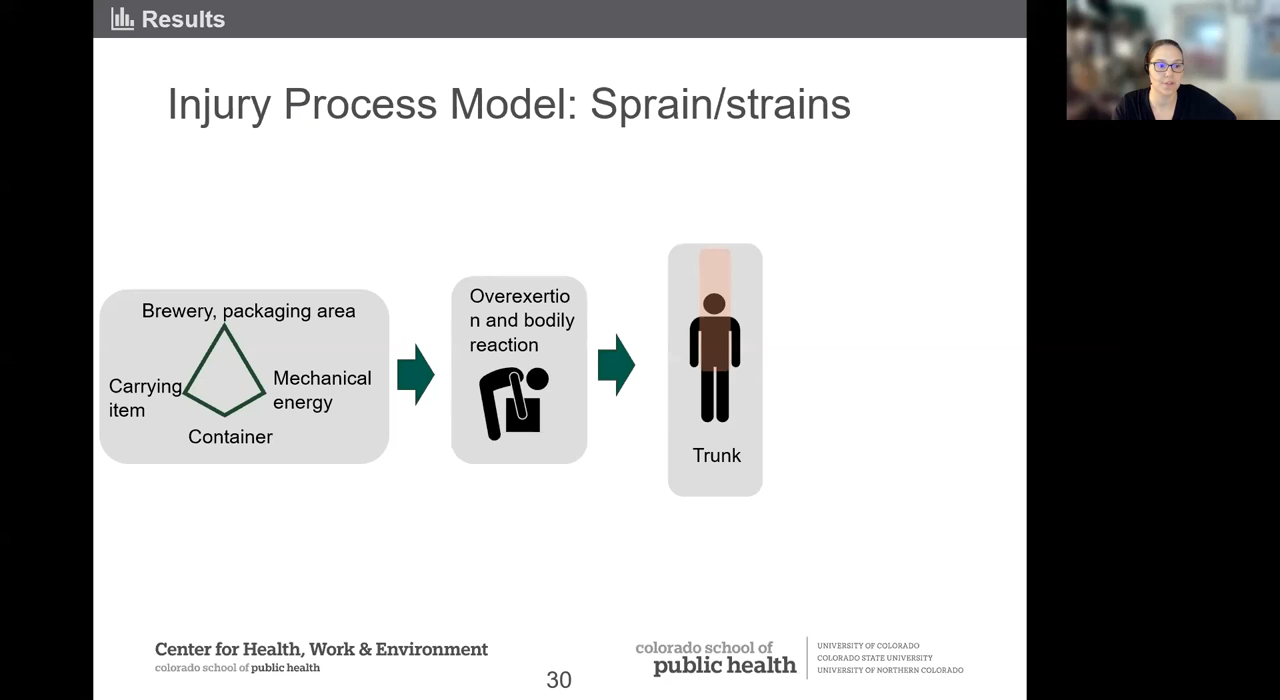 Results
Injury Process Model: Sprain/strains
Brewery, packaging area
Carrying
item
Mechanical
energy
Container
Overexertio
n and bodily
reaction
Trunk
Center for Health, Work & Environment
colorado school of public health
30
colorado school of
public health
UNIVERSITY OF COLORADO
COLORADO STATE UNIVERSITY
UNIVERSITY OF NORTHERN COLORADO